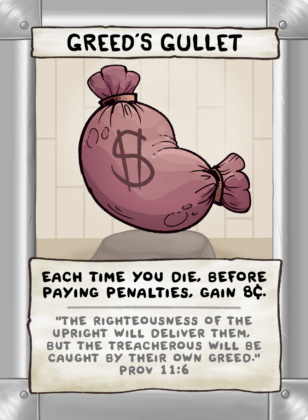 GREED'S GULLET
$
EACH TIME YOU DIE, BEFORE
PAYING PENALTIES, GAIN 8¢.
"THE RIGHTEOUSNESS OF THE
UPRIGHT WILL DELIVER THEM,
BUT THE TREACHEROUS WILL BE
CAUGHT BY THEIR OWN GREED."
PROV 11:6